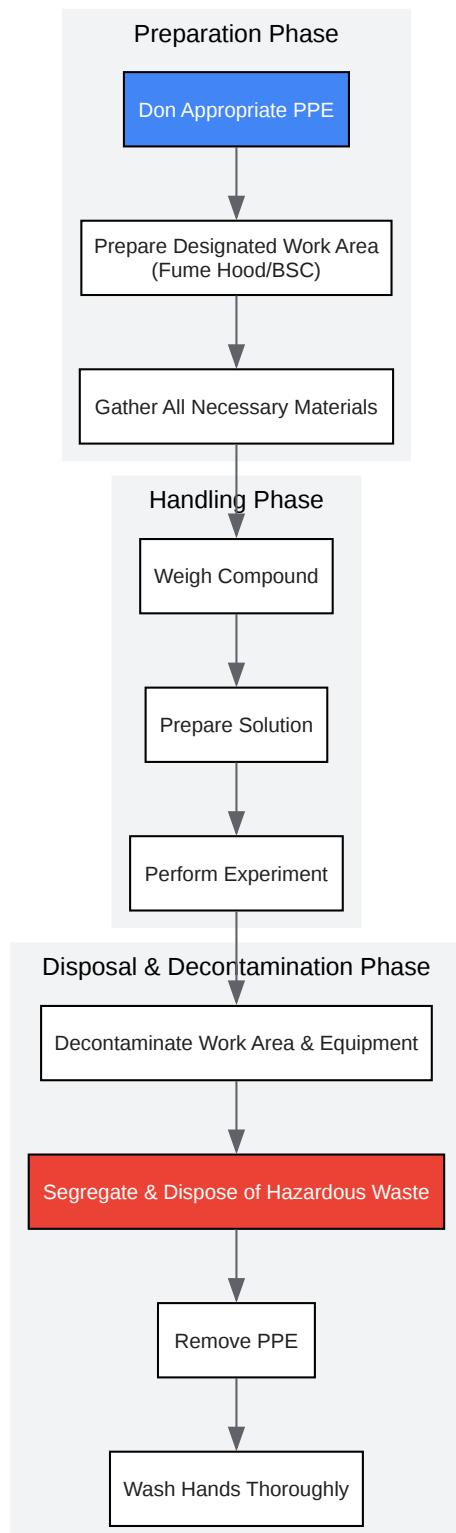 Preparation Phase
Don Appropriate PPE
Prepare Designated Work Area
(Fume Hood/BSC)
Gather All Necessary Materials
Handling Phase
Weigh Compound
Prepare Solution
Perform Experiment
Disposal & Decontamination Phase
Decontaminate Work Area & Equipment
Segregate & Dispose of Hazardous Waste
Remove PPE
Wash Hands Thoroughly